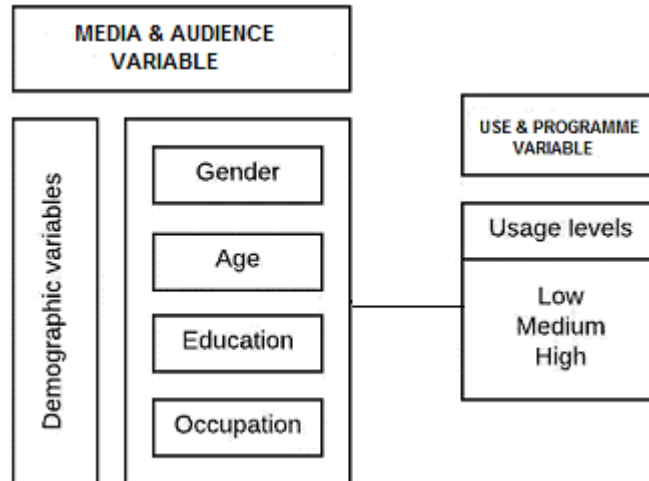 MEDIA & AUDIENCE
VARIABLE
Demographic variables
Gender
Age
Education
Occupation
USE & PROGRAMME
VARIABLE
Usage levels
Low
Medium
High